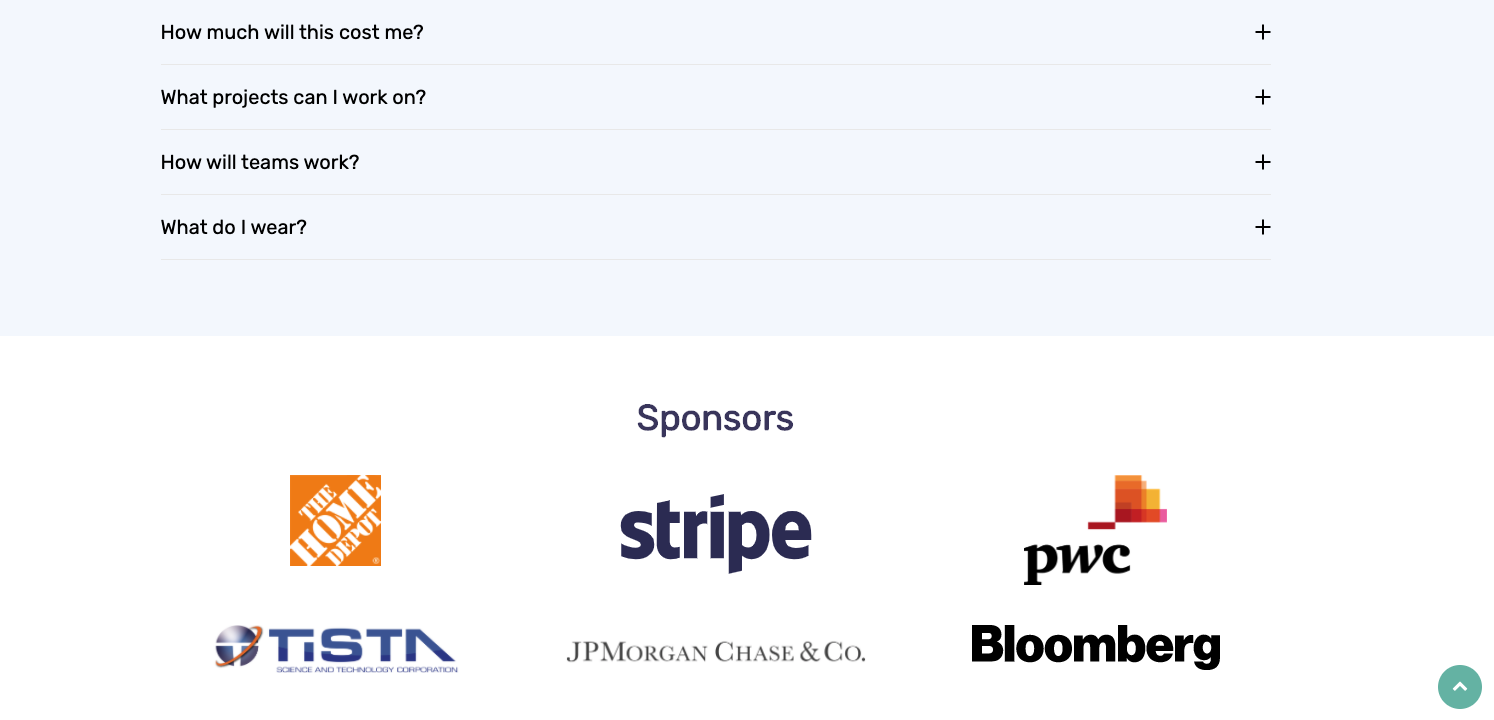 How much will this cost me?
What projects can I work on?
How will teams work?
What do I wear?
Sponsors
THE
HOME
DEPOT
®
stripe
pwc
TISTA
SCIENCE AND TECHNOLOGY CORPORATION
JPMORGAN CHASE & CO.
Bloomberg